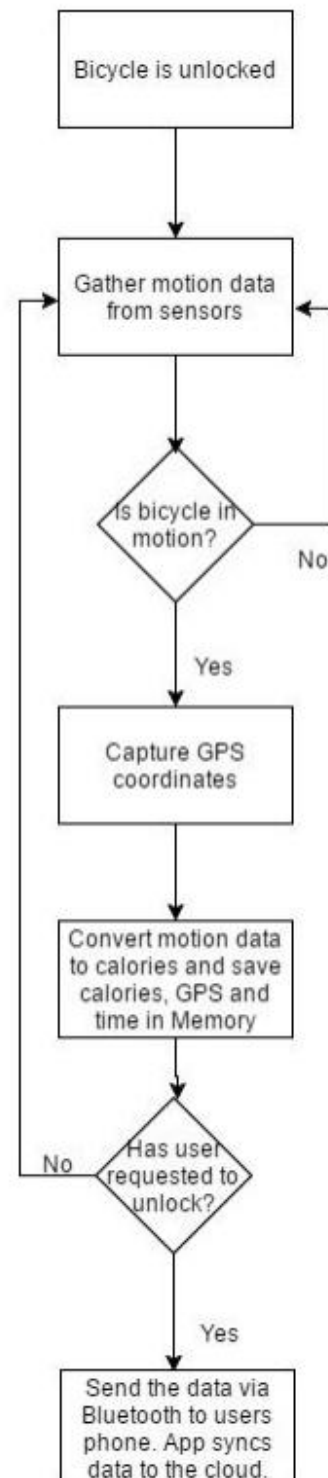 Bicycle is unlocked
Gather motion data
from sensors
Is bicycle in
motion?
No
Yes
Capture GPS
coordinates
Convert motion data
to calories and save
calories, GPS and
time in Memory
Has user
requested to
unlock?
No
Yes
Send the data via
Bluetooth to users
phone. App syncs
data to the cloud.